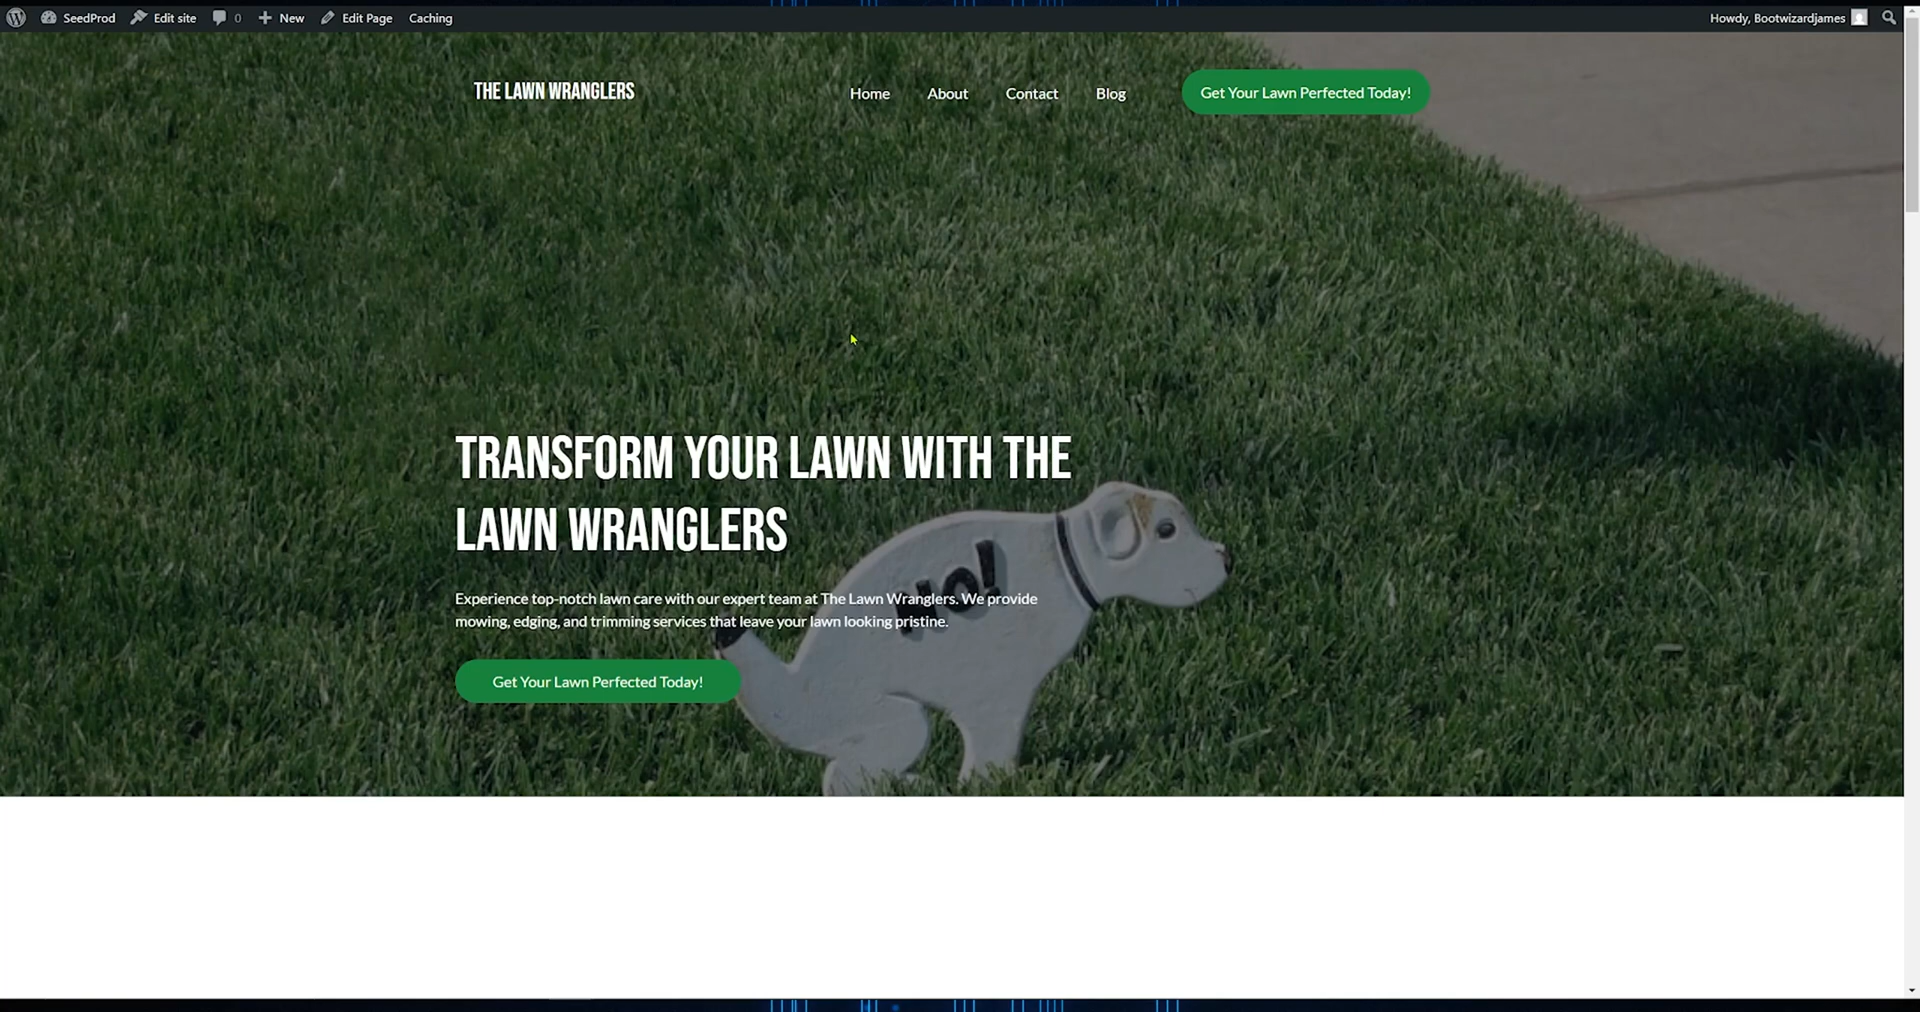 SeedProd Edit site 0 New Edit Page Caching Howdy, Bootwizardjames
THE LAWN WRANGLERS Home About Contact Blog Get Your Lawn Perfected Today!
TRANSFORM YOUR LAWN WITH THE
LAWN WRANGLERS
No!
Experience top-notch lawn care with our expert team at The Lawn Wranglers. We provide
mowing, edging, and trimming services that leave your lawn looking pristine.
Get Your Lawn Perfected Today!